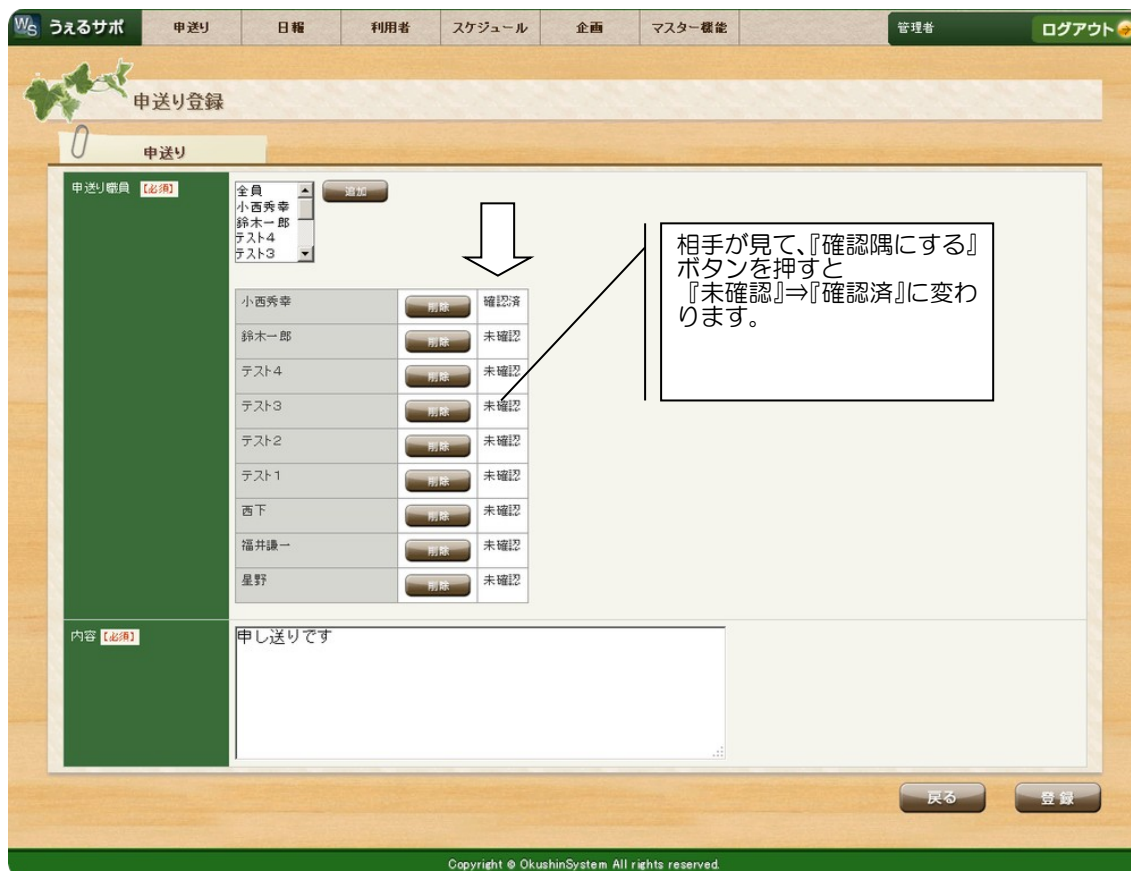 WS うえるサポ 申送り 日報 利用者 スケジュール 企画 マスター機能 管理者 ログアウト
申送り登録
申送り
申送り職員 【必須】
全員
小西秀幸
鈴木一郎
テスト4
テスト3
追加
相手が見て、『確認隅にする』
ボタンを押すと
『未確認』⇒『確認済』に変わ
ります。
小西秀幸 削除 確認済
鈴木一郎 削除 未確認
テスト4 削除 未確認
テスト3 削除 未確認
テスト2 削除 未確認
テスト1 削除 未確認
西下 削除 未確認
福井謙一 削除 未確認
星野 削除 未確認
内容 【必須】
申し送りです
戻る 登録
Copyright © OkushinSystem All rights reserved.